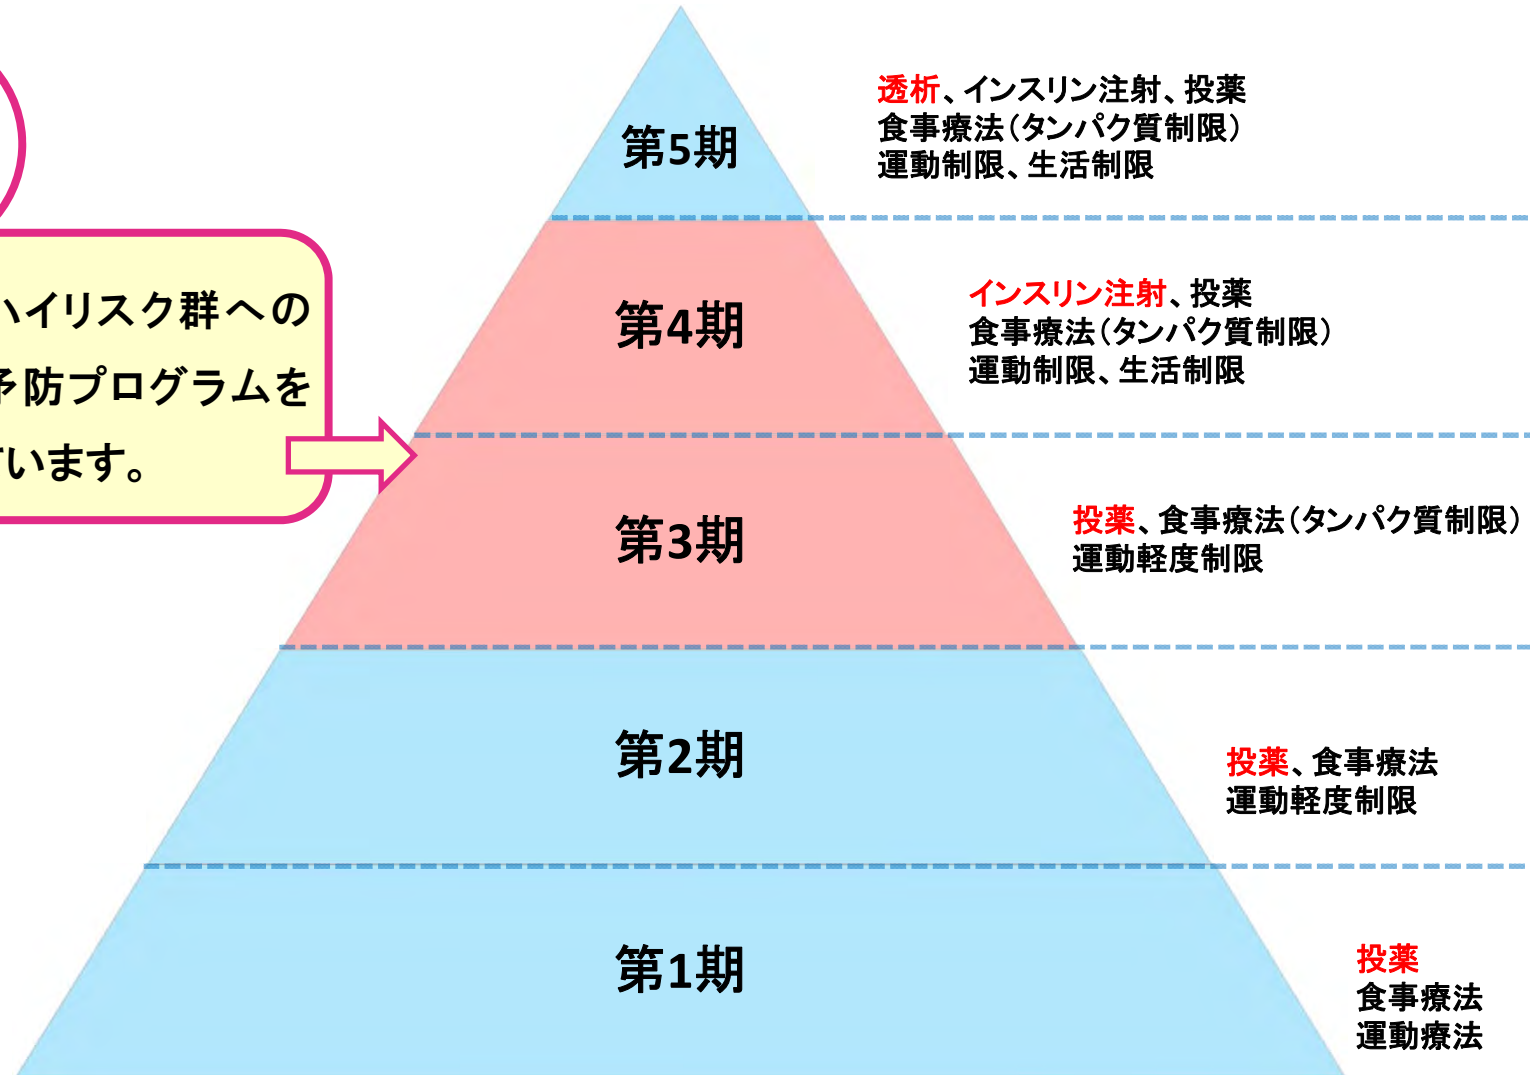 第5期
透析、インスリン注射、投薬
食事療法（タンパク質制限）
運動制限、生活制限
ハイリスク群への
予防プログラムを
います。
第4期
インスリン注射、投薬
食事療法（タンパク質制限）
運動制限、生活制限
第3期
投薬、食事療法（タンパク質制限）
運動軽度制限
第2期
投薬、食事療法
運動軽度制限
第1期
投薬
食事療法
運動療法